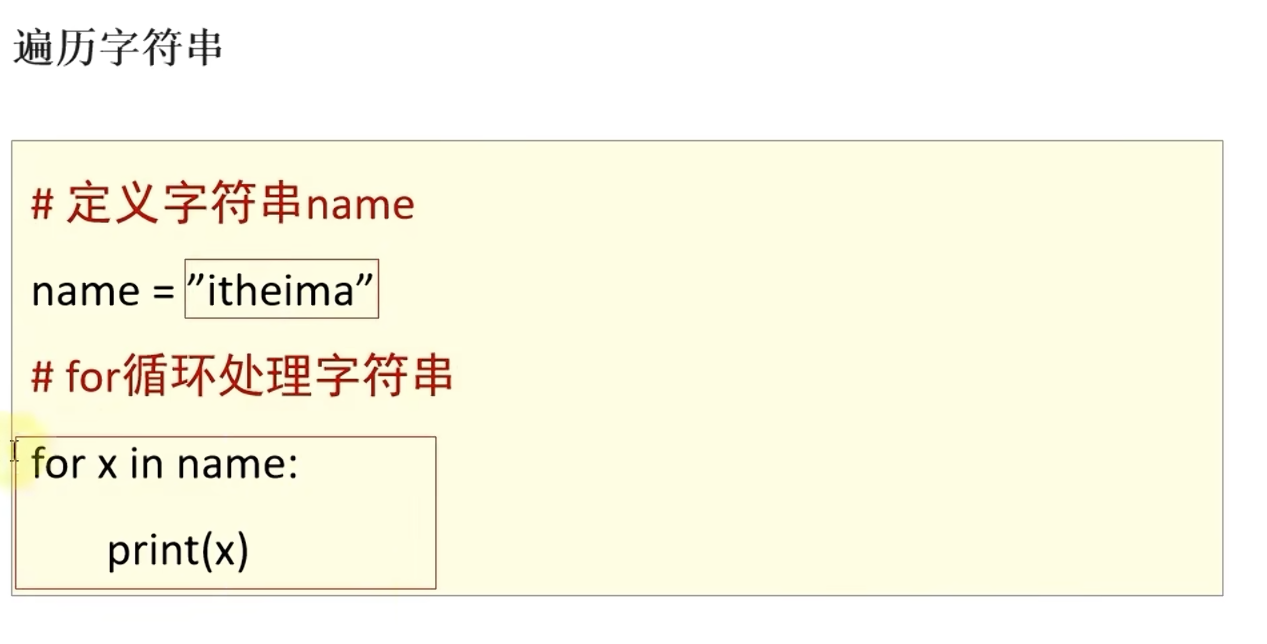 遍历字符串
# 定义字符串name
name = ”itheima”
# for循环处理字符串
for x in name:
print(x)